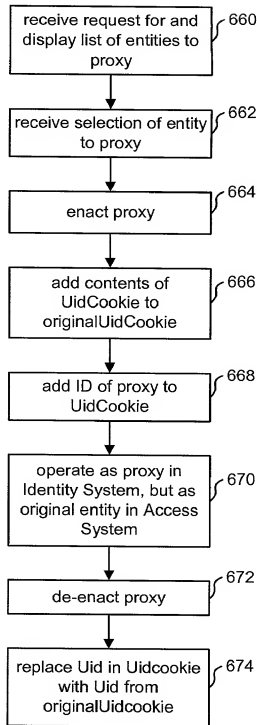 receive request for and
display list of entities to
proxy
660
receive selection of entity
to proxy
662
enact proxy
664
add contents of
UidCookie to
originalUidCookie
666
add ID of proxy to
UidCookie
668
operate as proxy in
Identity System, but as
original entity in Access
System
670
de-enact proxy
672
replace Uid in Uidcookie
with Uid from
originalUidcookie
674